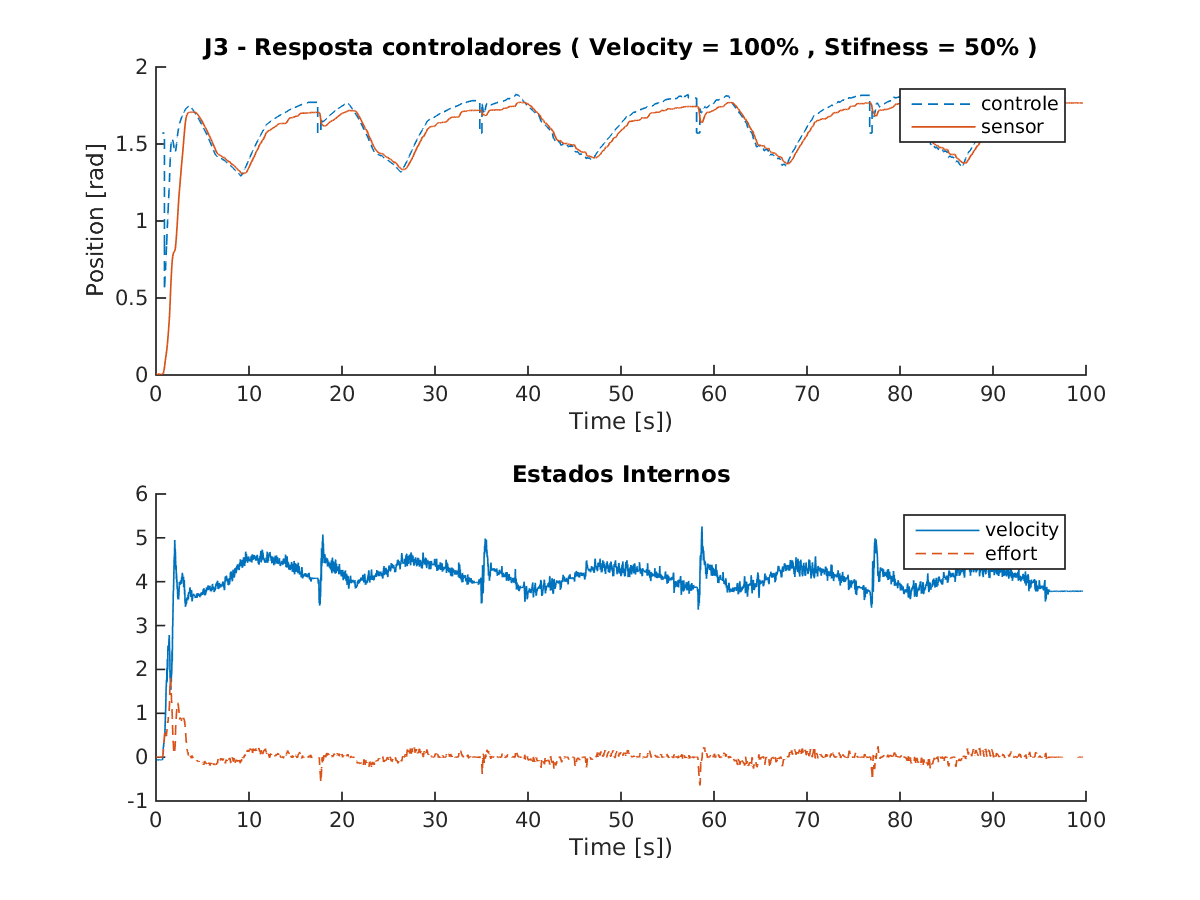 J3 - Resposta controladores ( Velocity = 100% , Stifness = 50% )
2
1.5
1
0.5
0
Position [rad]
controle
sensor
0 10 20 30 40 50 60 70 80 90 100
Time [s])
Estados Internos
6
5
4
3
2
1
0
-1
velocity
effort
0 10 20 30 40 50 60 70 80 90 100
Time [s])